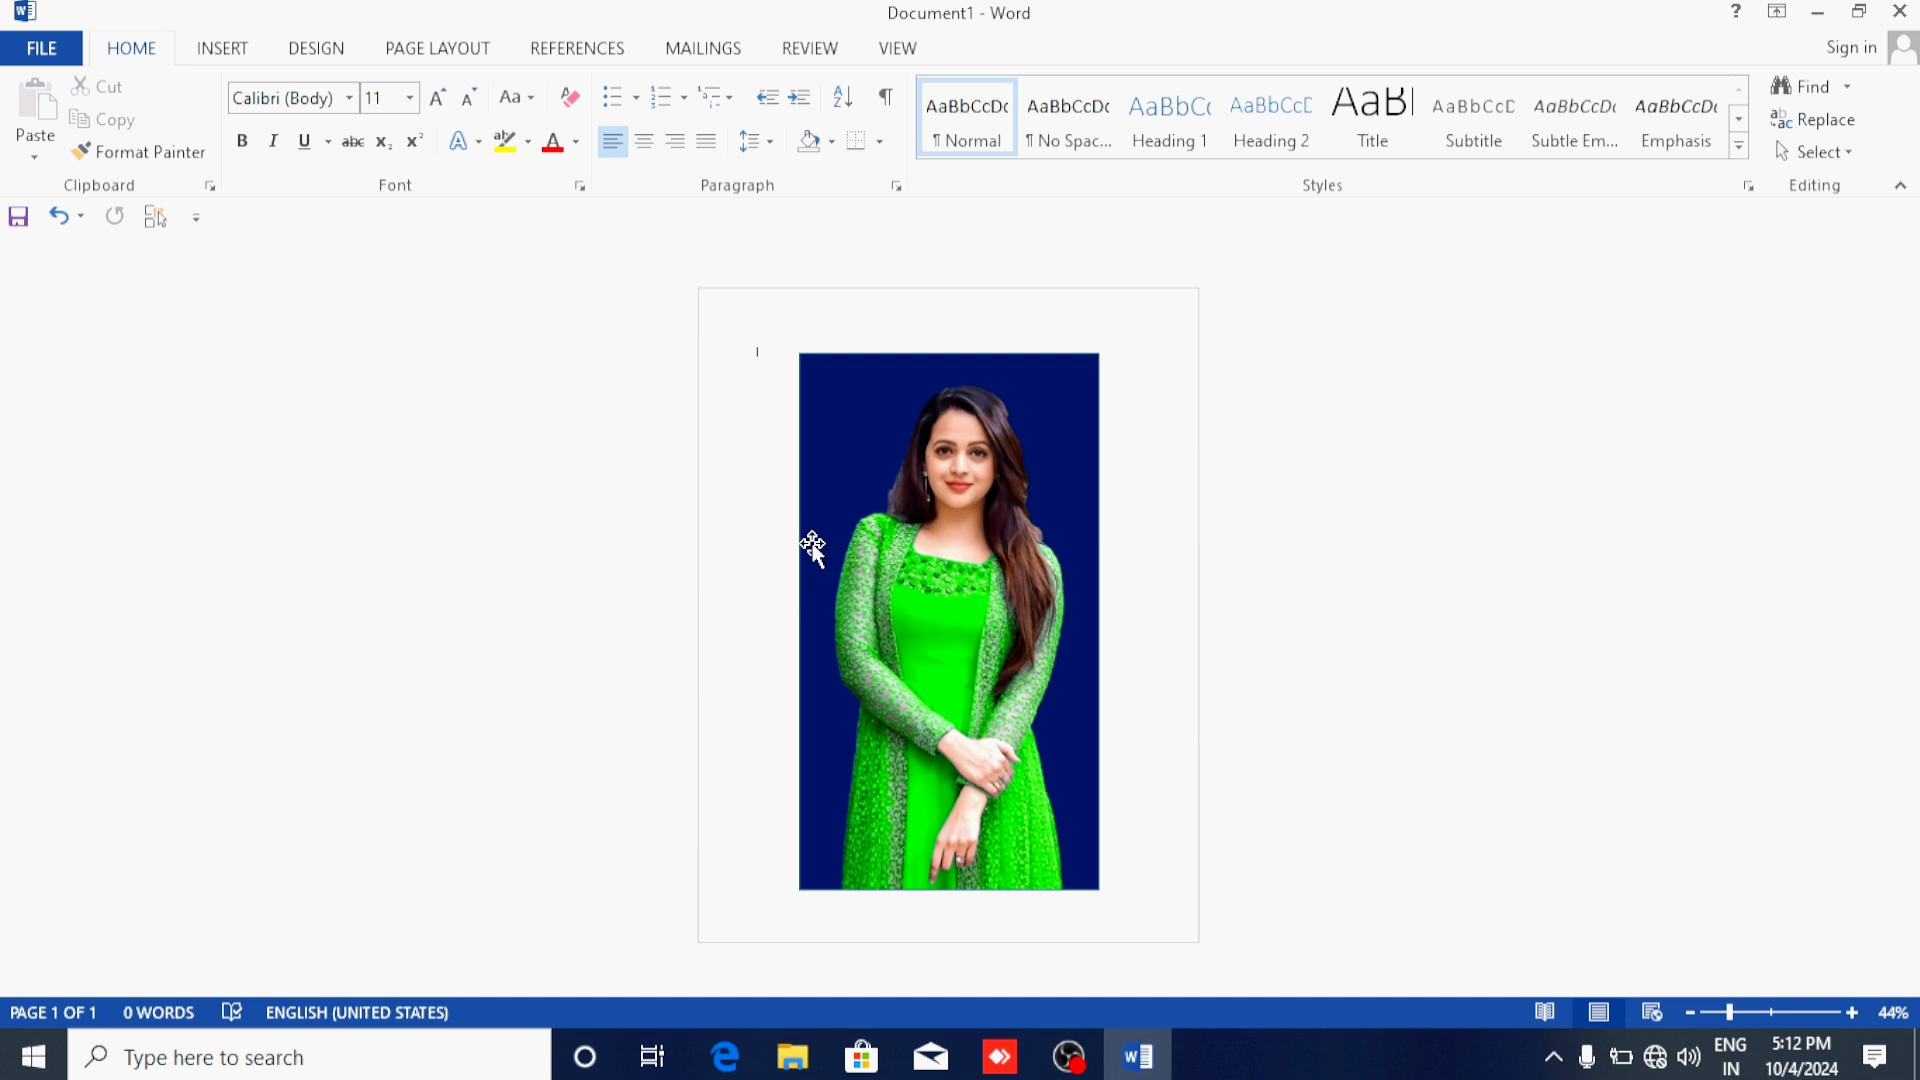 Document1 - Word
FILE HOME INSERT DESIGN PAGE LAYOUT REFERENCES MAILINGS REVIEW VIEW Sign in
Paste
Cut
Copy
Format Painter
Clipboard
Calibri (Body) 11
Font
Paragraph
AaBbCcDc AaBbCcDc AaBbC( AaBbCcC AaB AaBbCcD AaBbCcDc AaBbCcDc
¶ Normal ¶ No Spac... Heading 1 Heading 2 Title Subtitle Subtle Em... Emphasis
Styles
Find
Replace
Select
Editing
PAGE 1 OF 1 0 WORDS ENGLISH (UNITED STATES) 44%
Type here to search
ENG
IN
5:12 PM
10/4/2024